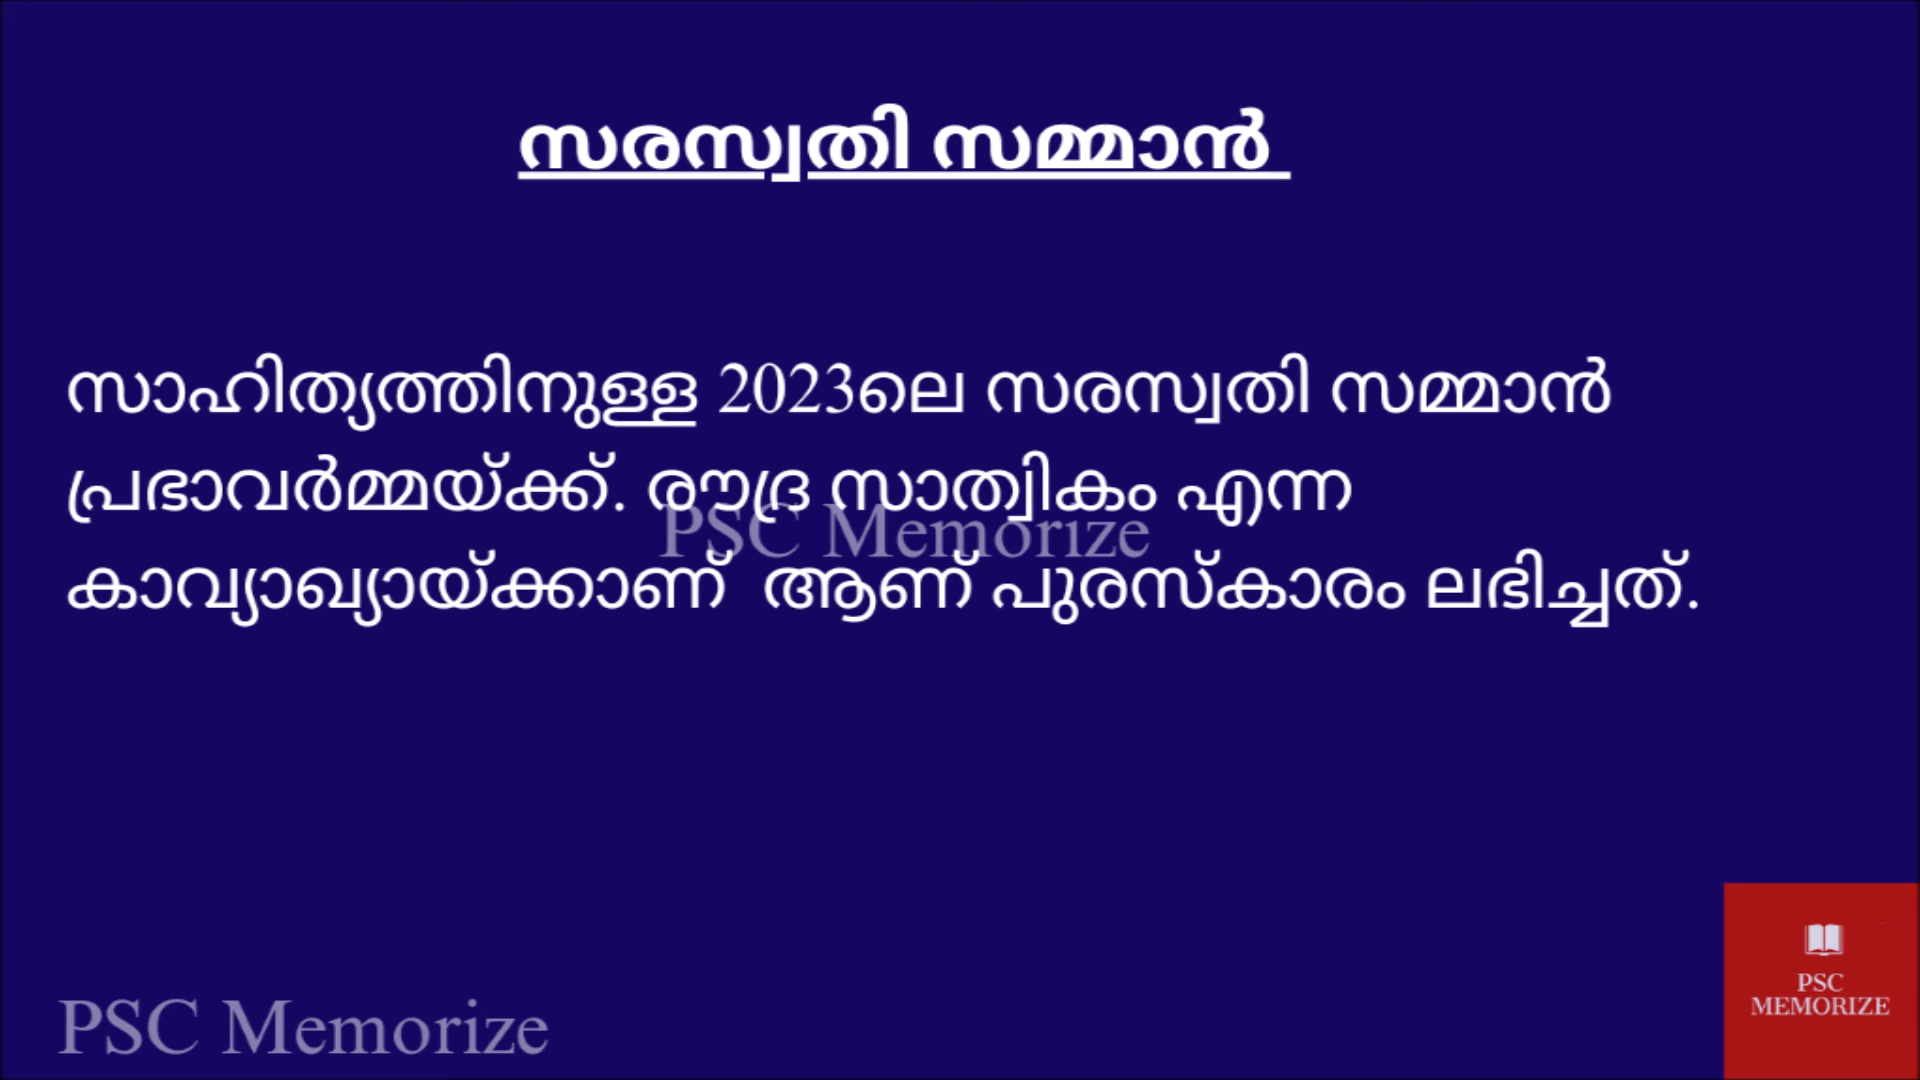 സരസ്വതി സമ്മാൻ
സാഹിത്യത്തിനുള്ള 2023ലെ സരസ്വതി സമ്മാൻ
പ്രഭാവർമ്മയ്ക്ക്. രൗദ്ര സാത്വികം എന്ന
PSC Memorize
കാവ്യാഖ്യായ്ക്കാണ് ആണ് പുരസ്കാരം ലഭിച്ചത്.
PSC
MEMORIZE
PSC Memorize